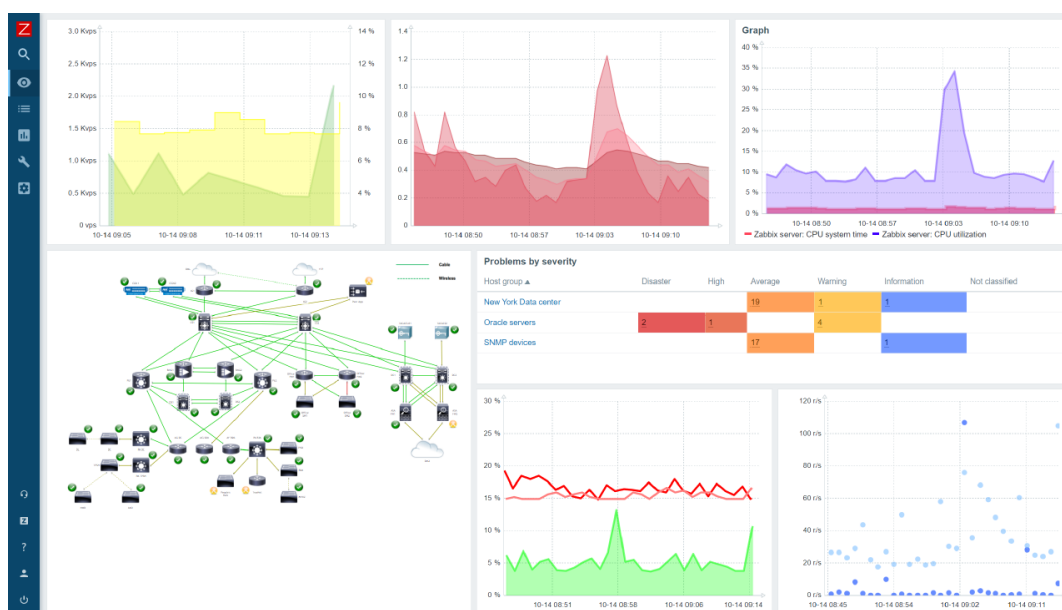 Z
3.0 Kvps
2.5 Kvps
2.0 Kvps
1.5 Kvps
1.0 Kvps
0.5 Kvps
0 vps
14 %
12 %
10 %
8 %
6 %
4 %
10-14 09:05 10-14 09:08 10-14 09:11 10-14 09:13
1.4
1.2
1.0
0.8
0.6
0.4
0.2
0
10-14 08:50 10-14 08:57 10-14 09:03 10-14 09:10
Graph
40 %
35 %
30 %
25 %
20 %
15 %
10 %
5 %
0 %
10-14 08:50 10-14 08:57 10-14 09:03 10-14 09:10
Zabbix server: CPU system time Zabbix server: CPU utilization
Cable
Wireless
Problems by severity
Host group ▲ Disaster High Average Warning Information Not classified
New York Data center 19 1 1
Oracle servers 2 1 4
SNMP devices 17 1
30 %
25 %
20 %
15 %
10 %
5 %
0 %
10-14 08:51 10-14 08:58 10-14 09:06 10-14 09:14
120 r/s
100 r/s
80 r/s
60 r/s
40 r/s
20 r/s
0 r/s
10-14 08:45 10-14 08:54 10-14 09:02 10-14 09:11
Z
?